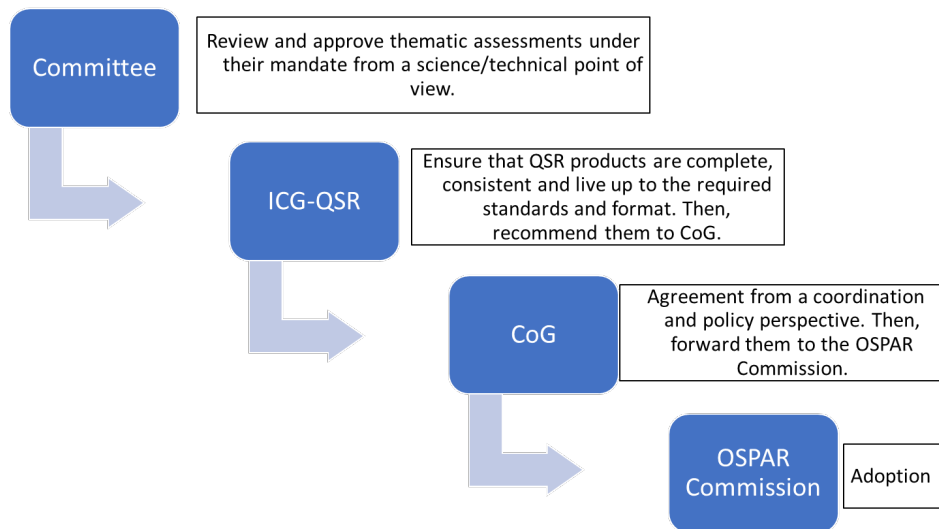 Committee
Review and approve thematic assessments under
their mandate from a science/technical point of
view.
ICG-QSR
Ensure that QSR products are complete,
consistent and live up to the required
standards and format. Then,
recommend them to CoG.
CoG
Agreement from a coordination
and policy perspective. Then,
forward them to the OSPAR
Commission.
OSPAR
Commission
Adoption